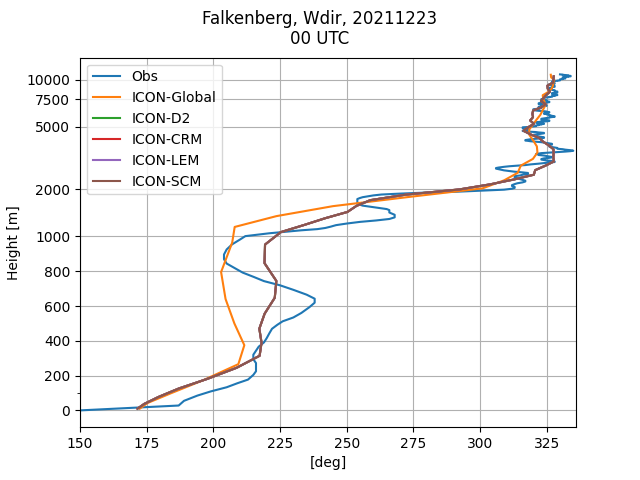 Falkenberg, Wdir, 20211223
00 UTC
Obs
ICON-Global
ICON-D2
ICON-CRM
ICON-LEM
ICON-SCM
10000
7500
5000
2000
1000
800
600
400
200
0
Height [m]
150 175 200 225 250 275 300 325
[deg]